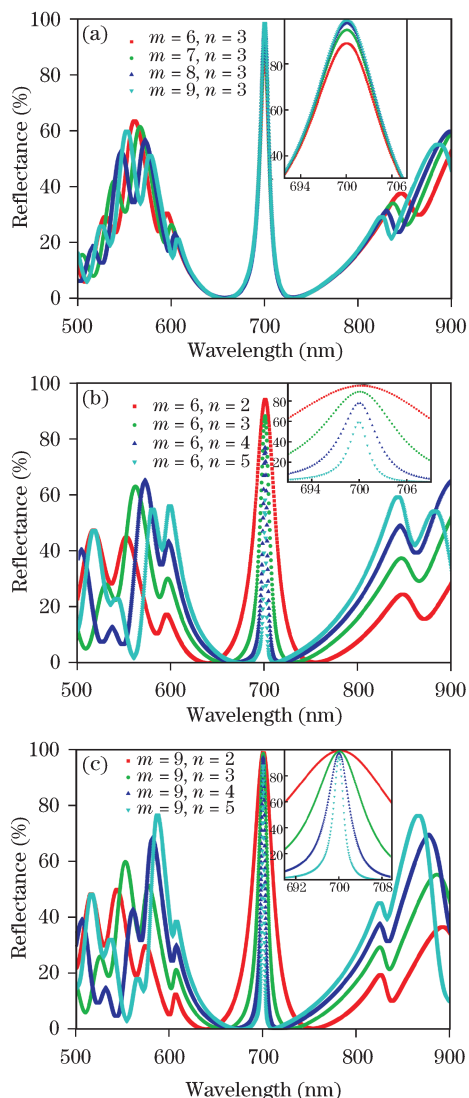 (a)
m = 6, n = 3
m = 7, n = 3
m = 8, n = 3
m = 9, n = 3
100
80
60
40
20
0
Reflectance (%)
80
60
40
694 700 706
500 600 700 800 900
Wavelength (nm)
(b)
m = 6, n = 2
m = 6, n = 3
m = 6, n = 4
m = 6, n = 5
100
80
60
40
20
0
Reflectance (%)
80
60
40
20
694 700 706
500 600 700 800 900
Wavelength (nm)
(c)
m = 9, n = 2
m = 9, n = 3
m = 9, n = 4
m = 9, n = 5
100
80
60
40
20
0
Reflectance (%)
80
60
40
20
692 700 708
500 600 700 800 900
Wavelength (nm)